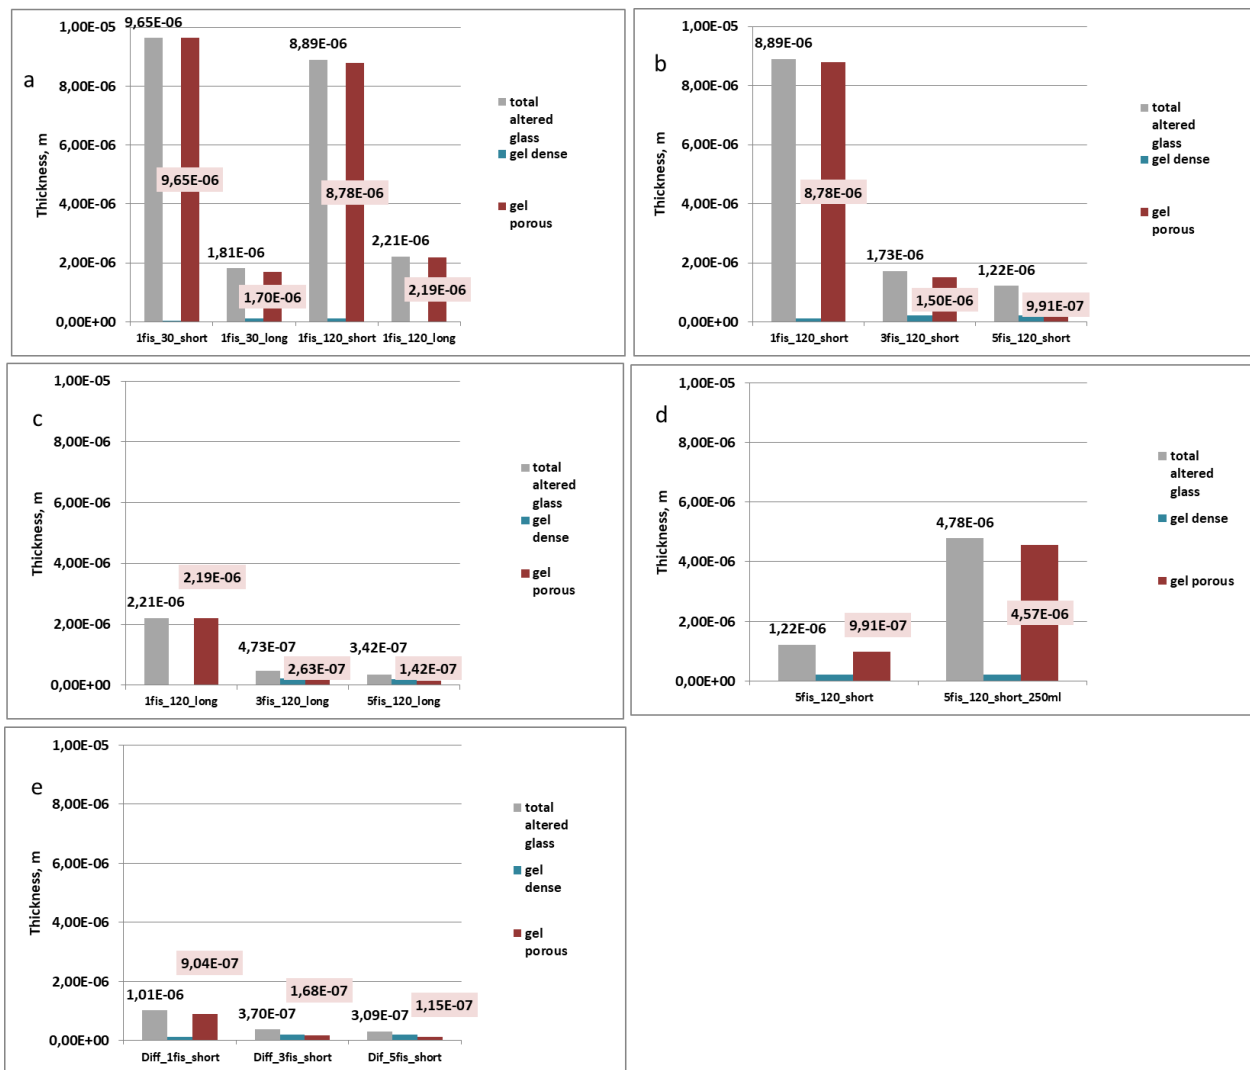 a
1,00E-05
8,00E-06
6,00E-06
4,00E-06
2,00E-06
0,00E+00
Thickness, m
9,65E-06
9,65E-06
1,81E-06
1,70E-06
8,89E-06
8,78E-06
2,21E-06
2,19E-06
1fis_30_short
1fis_30_long
1fis_120_short
1fis_120_long
total
altered
glass
gel dense
gel
porous
b
1,00E-05
8,00E-06
6,00E-06
4,00E-06
2,00E-06
0,00E+00
Thickness, m
8,89E-06
8,78E-06
1,73E-06
1,50E-06
1,22E-06
9,91E-07
1fis_120_short
3fis_120_short
5fis_120_short
total
altered
glass
gel dense
gel
porous
c
1,00E-05
8,00E-06
6,00E-06
4,00E-06
2,00E-06
0,00E+00
Thickness, m
2,21E-06
2,19E-06
4,73E-07
2,63E-07
3,42E-07
1,42E-07
1fis_120_long
3fis_120_long
5fis_120_long
total
altered
glass
gel
dense
gel
porous
d
1,00E-05
8,00E-06
6,00E-06
4,00E-06
2,00E-06
0,00E+00
Thickness, m
1,22E-06
9,91E-07
4,78E-06
4,57E-06
5fis_120_short
5fis_120_short_250ml
total
altered
glass
gel dense
gel porous
e
1,00E-05
8,00E-06
6,00E-06
4,00E-06
2,00E-06
0,00E+00
Thickness, m
1,01E-06
9,04E-07
3,70E-07
1,68E-07
3,09E-07
1,15E-07
Diff_1fis_short
Diff_3fis_short
Dif_5fis_short
total
altered
glass
gel
dense
gel
porous